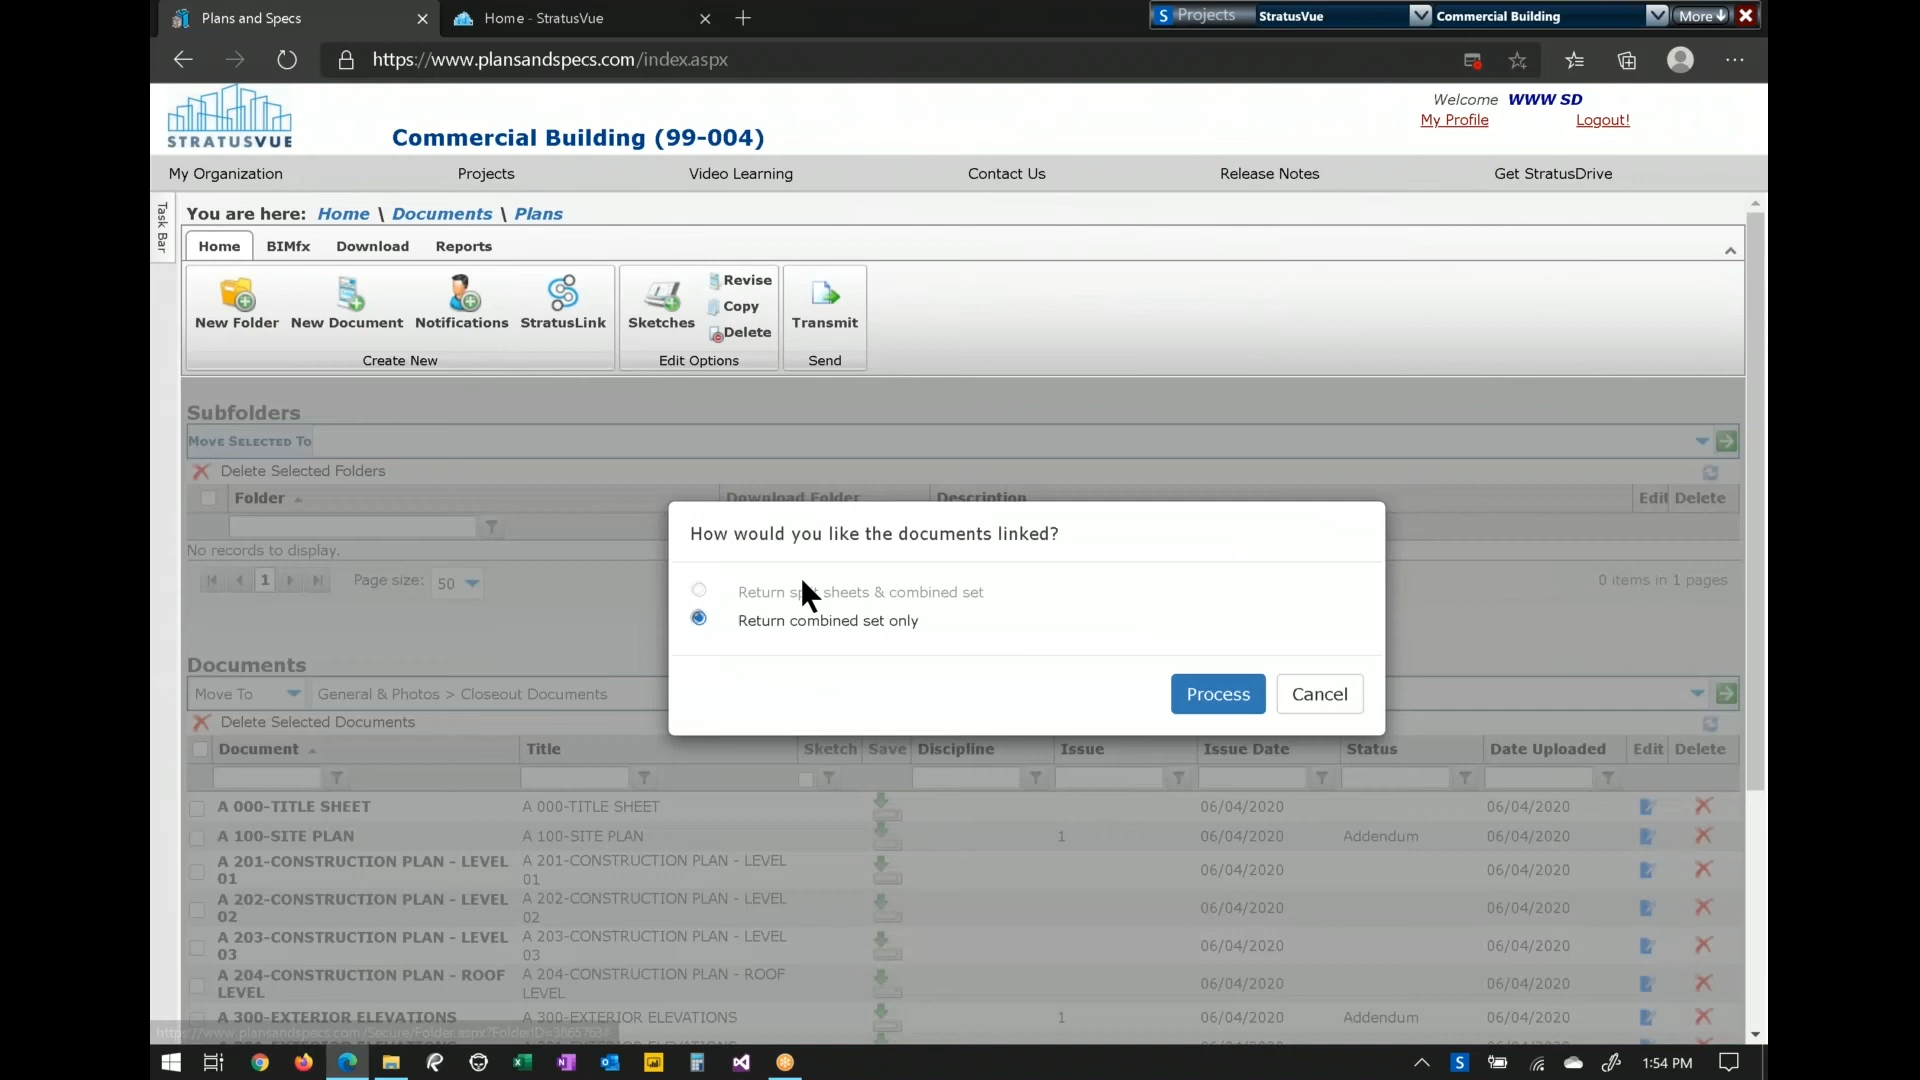 Plans and Specs
Home - StratusVue
S Projects StratusVue Commercial Building More
https://www.plansandspecs.com/index.aspx
STRATUSVUE
Commercial Building (99-004)
Welcome WWW SD
My Profile Logout!
My Organization Projects Video Learning Contact Us Release Notes Get StratusDrive
Task Bar
You are here: Home \ Documents \ Plans
Home BIMfx Download Reports
New Folder New Document Notifications StratusLink
Create New
Sketches Revise Copy Delete
Edit Options
Transmit
Send
Subfolders
MOVE SELECTED TO
Delete Selected Folders
Folder Download Folder Description Edit Delete
No records to display.
1 Page size: 50 0 items in 1 pages
How would you like the documents linked?
Return split sheets & combined set
Return combined set only
Process Cancel
Documents
Move To General & Photos > Closeout Documents
Delete Selected Documents
Document Title Sketch Save Discipline Issue Issue Date Status Date Uploaded Edit Delete
A 000-TITLE SHEET A 000-TITLE SHEET 06/04/2020 06/04/2020
A 100-SITE PLAN A 100-SITE PLAN 1 06/04/2020 Addendum 06/04/2020
A 201-CONSTRUCTION PLAN - LEVEL 01 A 201-CONSTRUCTION PLAN - LEVEL 01 06/04/2020 06/04/2020
A 202-CONSTRUCTION PLAN - LEVEL 02 A 202-CONSTRUCTION PLAN - LEVEL 02 06/04/2020 06/04/2020
A 203-CONSTRUCTION PLAN - LEVEL 03 A 203-CONSTRUCTION PLAN - LEVEL 03 06/04/2020 06/04/2020
A 204-CONSTRUCTION PLAN - ROOF LEVEL A 204-CONSTRUCTION PLAN - ROOF LEVEL 06/04/2020 06/04/2020
A 300-EXTERIOR ELEVATIONS A 300-EXTERIOR ELEVATIONS 1 06/04/2020 Addendum 06/04/2020
https://www.plansandspecs.com/Secure/Folder.aspx?FolderID=3865763#
1:54 PM